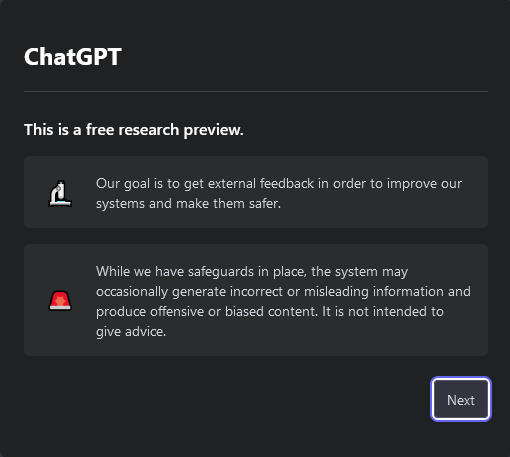 ChatGPT
This is a free research preview.
Our goal is to get external feedback in order to improve our
systems and make them safer.
While we have safeguards in place, the system may
occasionally generate incorrect or misleading information and
produce offensive or biased content. It is not intended to
give advice.
Next